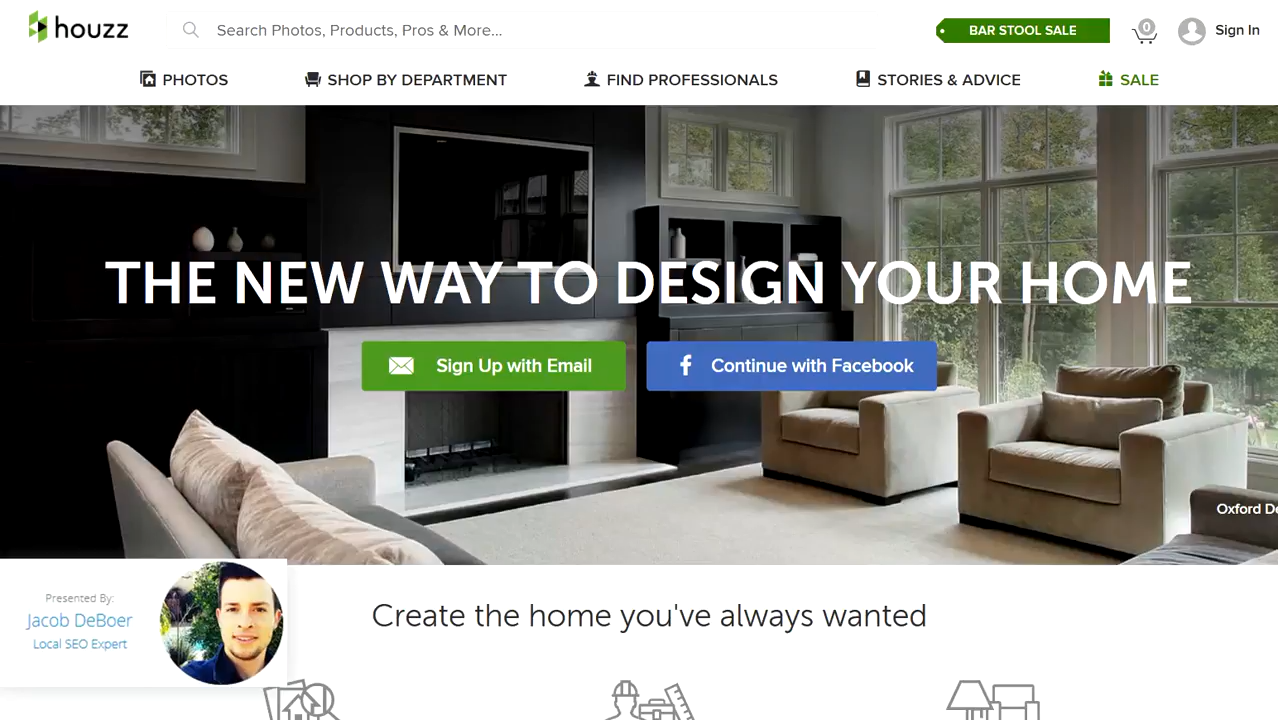 houzz
Search Photos, Products, Pros & More...
BAR STOOL SALE
0
Sign In
PHOTOS
SHOP BY DEPARTMENT
FIND PROFESSIONALS
STORIES & ADVICE
SALE
THE NEW WAY TO DESIGN YOUR HOME
Sign Up with Email
f Continue with Facebook
Oxford De
Presented By:
Jacob DeBoer
Local SEO Expert
Create the home you've always wanted